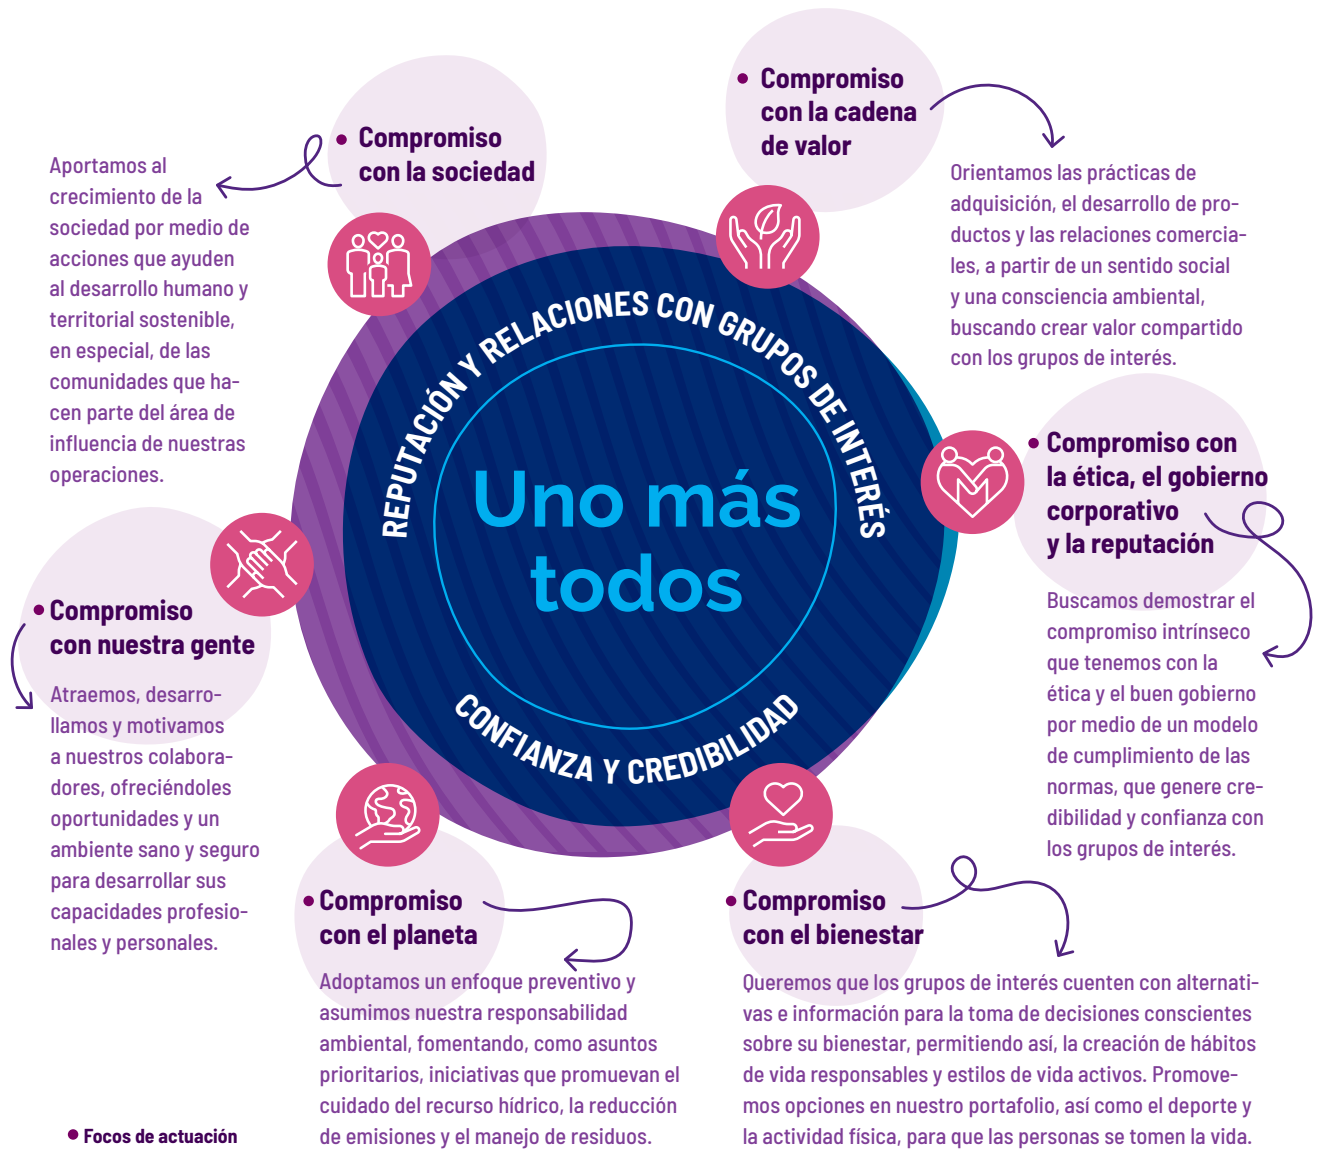 Compromiso
con la sociedad
Aportamos al
crecimiento de la
sociedad por medio de
acciones que ayuden
al desarrollo humano y
territorial sostenible,
en especial, de las
comunidades que ha-
cen parte del área de
influencia de nuestras
operaciones.
Compromiso
con la cadena
de valor
Orientamos las prácticas de
adquisición, el desarrollo de pro-
ductos y las relaciones comercia-
les, a partir de un sentido social
y una consciencia ambiental,
buscando crear valor compartido
con los grupos de interés.
REPUTACIÓN Y RELACIONES CON GRUPOS DE INTERÉS
Uno más
todos
CONFIANZA Y CREDIBILIDAD
Compromiso con
la ética, el gobierno
corporativo
y la reputación
Buscamos demostrar el
compromiso intrínseco
que tenemos con la
ética y el buen gobierno
por medio de un modelo
de cumplimiento de las
normas, que genere cre-
dibilidad y confianza con
los grupos de interés.
Compromiso
con nuestra gente
Atraemos, desarro-
llamos y motivamos
a nuestros colabora-
dores, ofreciéndoles
oportunidades y un
ambiente sano y seguro
para desarrollar sus
capacidades profesio-
nales y personales.
Compromiso
con el planeta
Adoptamos un enfoque preventivo y
asumimos nuestra responsabilidad
ambiental, fomentando, como asuntos
prioritarios, iniciativas que promuevan el
cuidado del recurso hídrico, la reducción
de emisiones y el manejo de residuos.
Compromiso
con el bienestar
Queremos que los grupos de interés cuenten con alternati-
vas e información para la toma de decisiones conscientes
sobre su bienestar, permitiendo así, la creación de hábitos
de vida responsables y estilos de vida activos. Promove-
mos opciones en nuestro portafolio, así como el deporte y
la actividad física, para que las personas se tomen la vida.
Focos de actuación